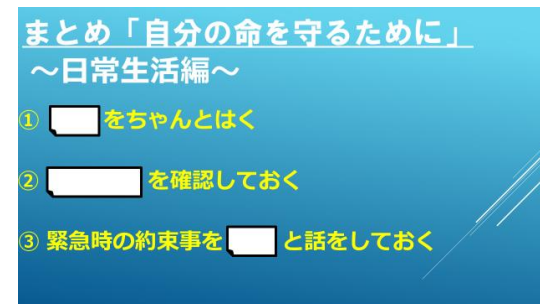 まとめ「自分の命を守るために」
～日常生活編～
① をちゃんとはく
② を確認しておく
③ 緊急時の約束事を と話をしておく